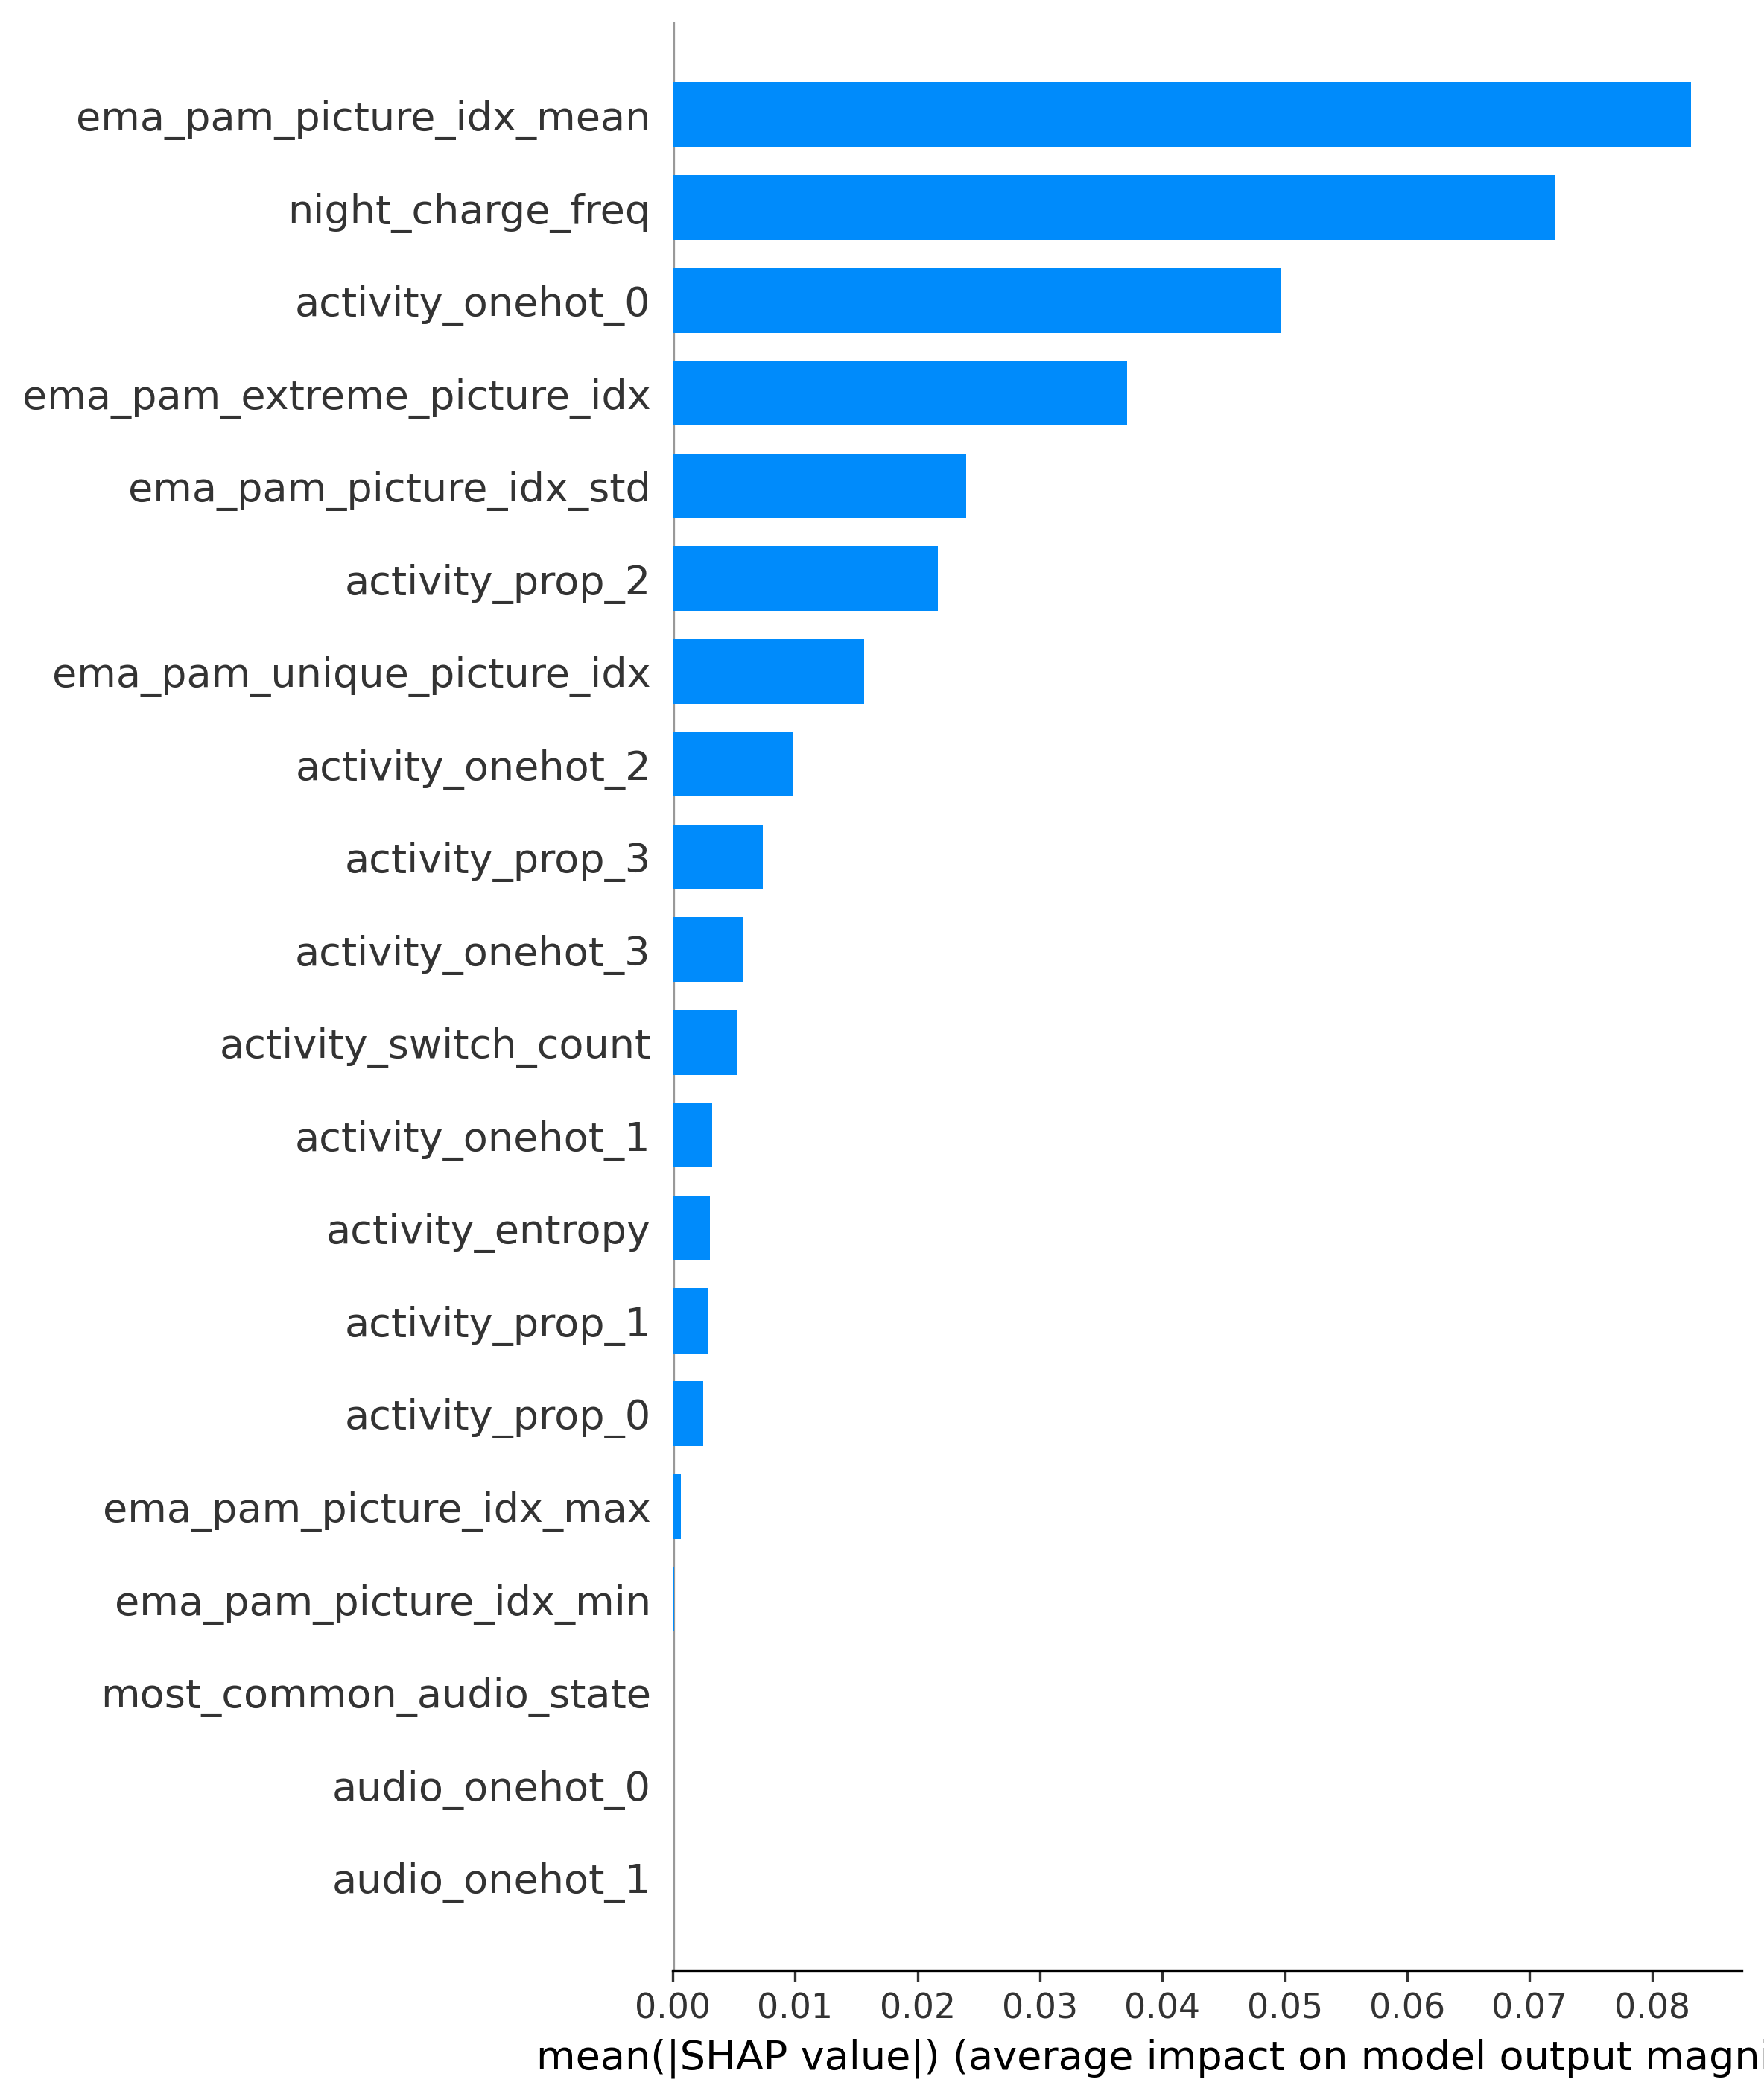 ema_pam_picture_idx_mean
night_charge_freq
activity_onehot_0
ema_pam_extreme_picture_idx
ema_pam_picture_idx_std
activity_prop_2
ema_pam_unique_picture_idx
activity_onehot_2
activity_prop_3
activity_onehot_3
activity_switch_count
activity_onehot_1
activity_entropy
activity_prop_1
activity_prop_0
ema_pam_picture_idx_max
ema_pam_picture_idx_min
most_common_audio_state
audio_onehot_0
audio_onehot_1
0.00 0.01 0.02 0.03 0.04 0.05 0.06 0.07 0.08
mean(|SHAP value|) (average impact on model output magni